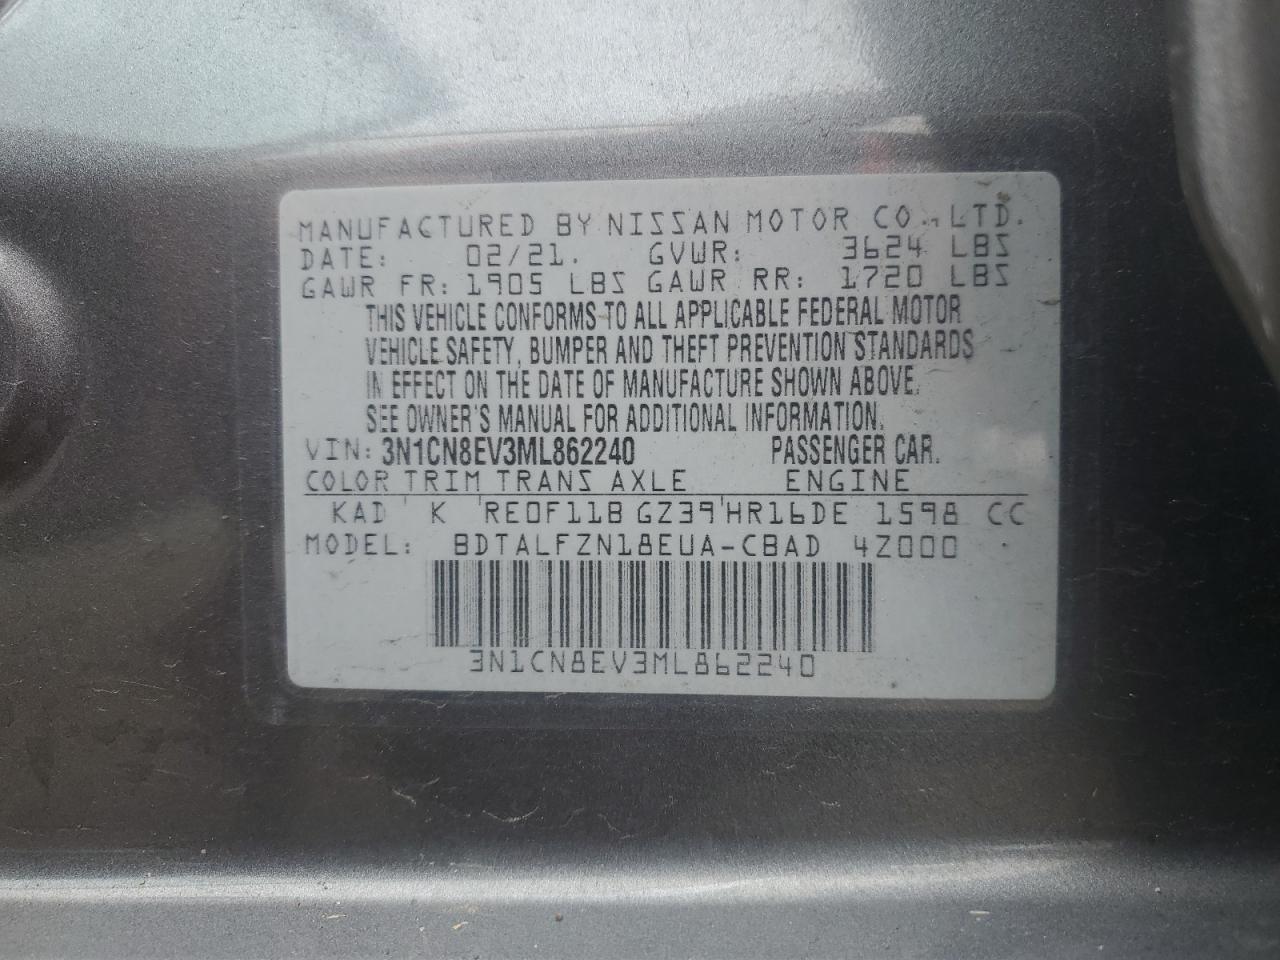 MANUFACTURED BY NISSAN MOTOR CO., LTD.
DATE: 02/21. GVWR: 3624 LBS
GAWR FR: 1905 LBS GAWR RR: 1720 LBS
THIS VEHICLE CONFORMS TO ALL APPLICABLE FEDERAL MOTOR
VEHICLE SAFETY, BUMPER AND THEFT PREVENTION STANDARDS
IN EFFECT ON THE DATE OF MANUFACTURE SHOWN ABOVE.
SEE OWNER'S MANUAL FOR ADDITIONAL INFORMATION.
VIN: 3N1CN8EV3ML862240 PASSENGER CAR.
COLOR TRIM TRANS AXLE ENGINE
KAD K RE0F11B GZ39 HR16DE 1598 CC
MODEL: BDTALFZN18EUA-CBAD 4Z000
3N1CN8EV3ML862240